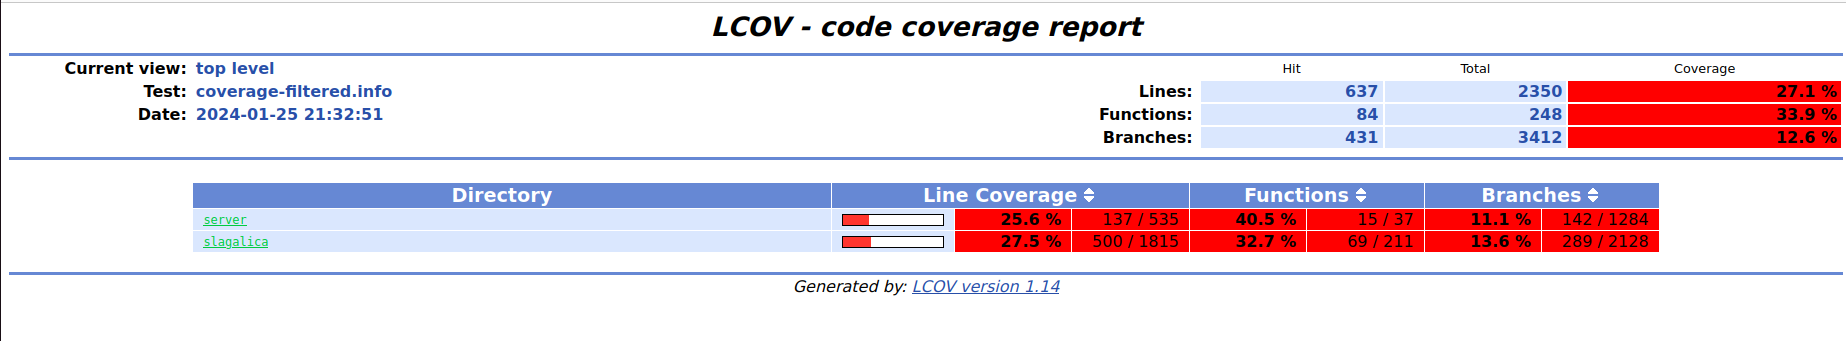 LCOV - code coverage report
Current view: top level
Test: coverage-filtered.info
Date: 2024-01-25 21:32:51
Hit Total Coverage
Lines: 637 2350 27.1 %
Functions: 84 248 33.9 %
Branches: 431 3412 12.6 %
Directory Line Coverage Functions Branches
server 25.6 % 137 / 535 40.5 % 15 / 37 11.1 % 142 / 1284
slagalica 27.5 % 500 / 1815 32.7 % 69 / 211 13.6 % 289 / 2128
Generated by: LCOV version 1.14